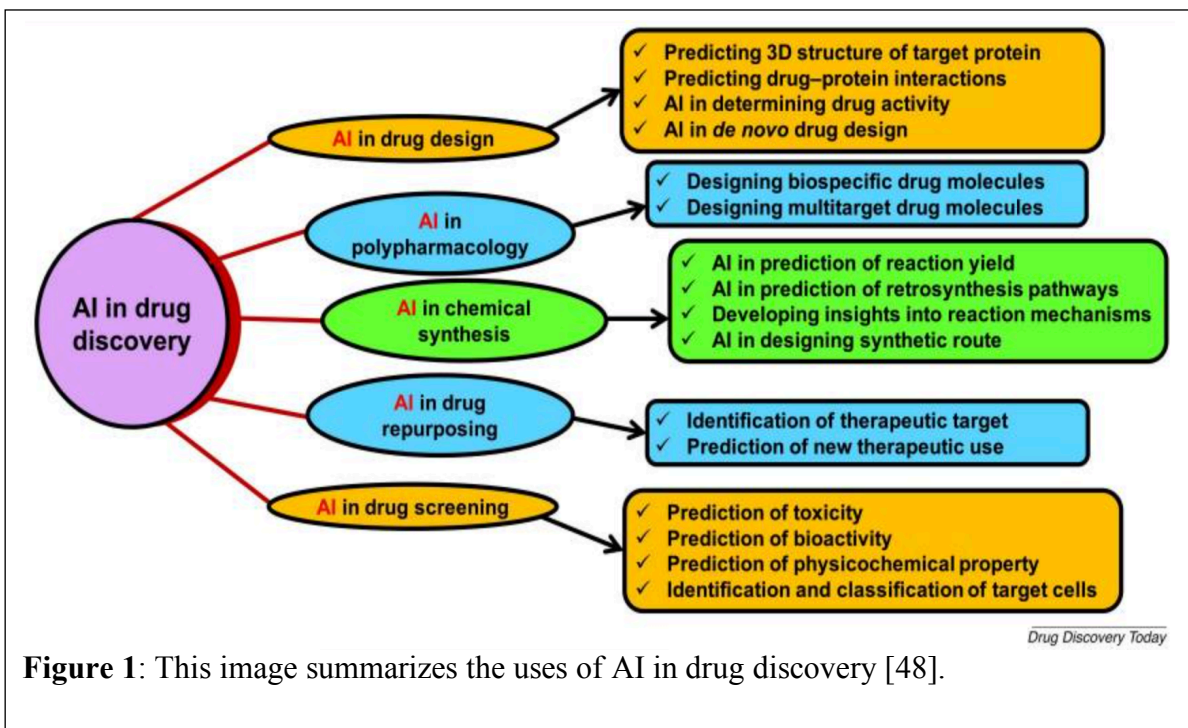 AI in drug
discovery
AI in drug design
✓ Predicting 3D structure of target protein
✓ Predicting drug–protein interactions
✓ AI in determining drug activity
✓ AI in de novo drug design
AI in
polypharmacology
✓ Designing biospecific drug molecules
✓ Designing multitarget drug molecules
AI in chemical
synthesis
✓ AI in prediction of reaction yield
✓ AI in prediction of retrosynthesis pathways
✓ Developing insights into reaction mechanisms
✓ AI in designing synthetic route
AI in drug
repurposing
✓ Identification of therapeutic target
✓ Prediction of new therapeutic use
AI in drug screening
✓ Prediction of toxicity
✓ Prediction of bioactivity
✓ Prediction of physicochemical property
✓ Identification and classification of target cells
Drug Discovery Today
Figure 1: This image summarizes the uses of AI in drug discovery [48].